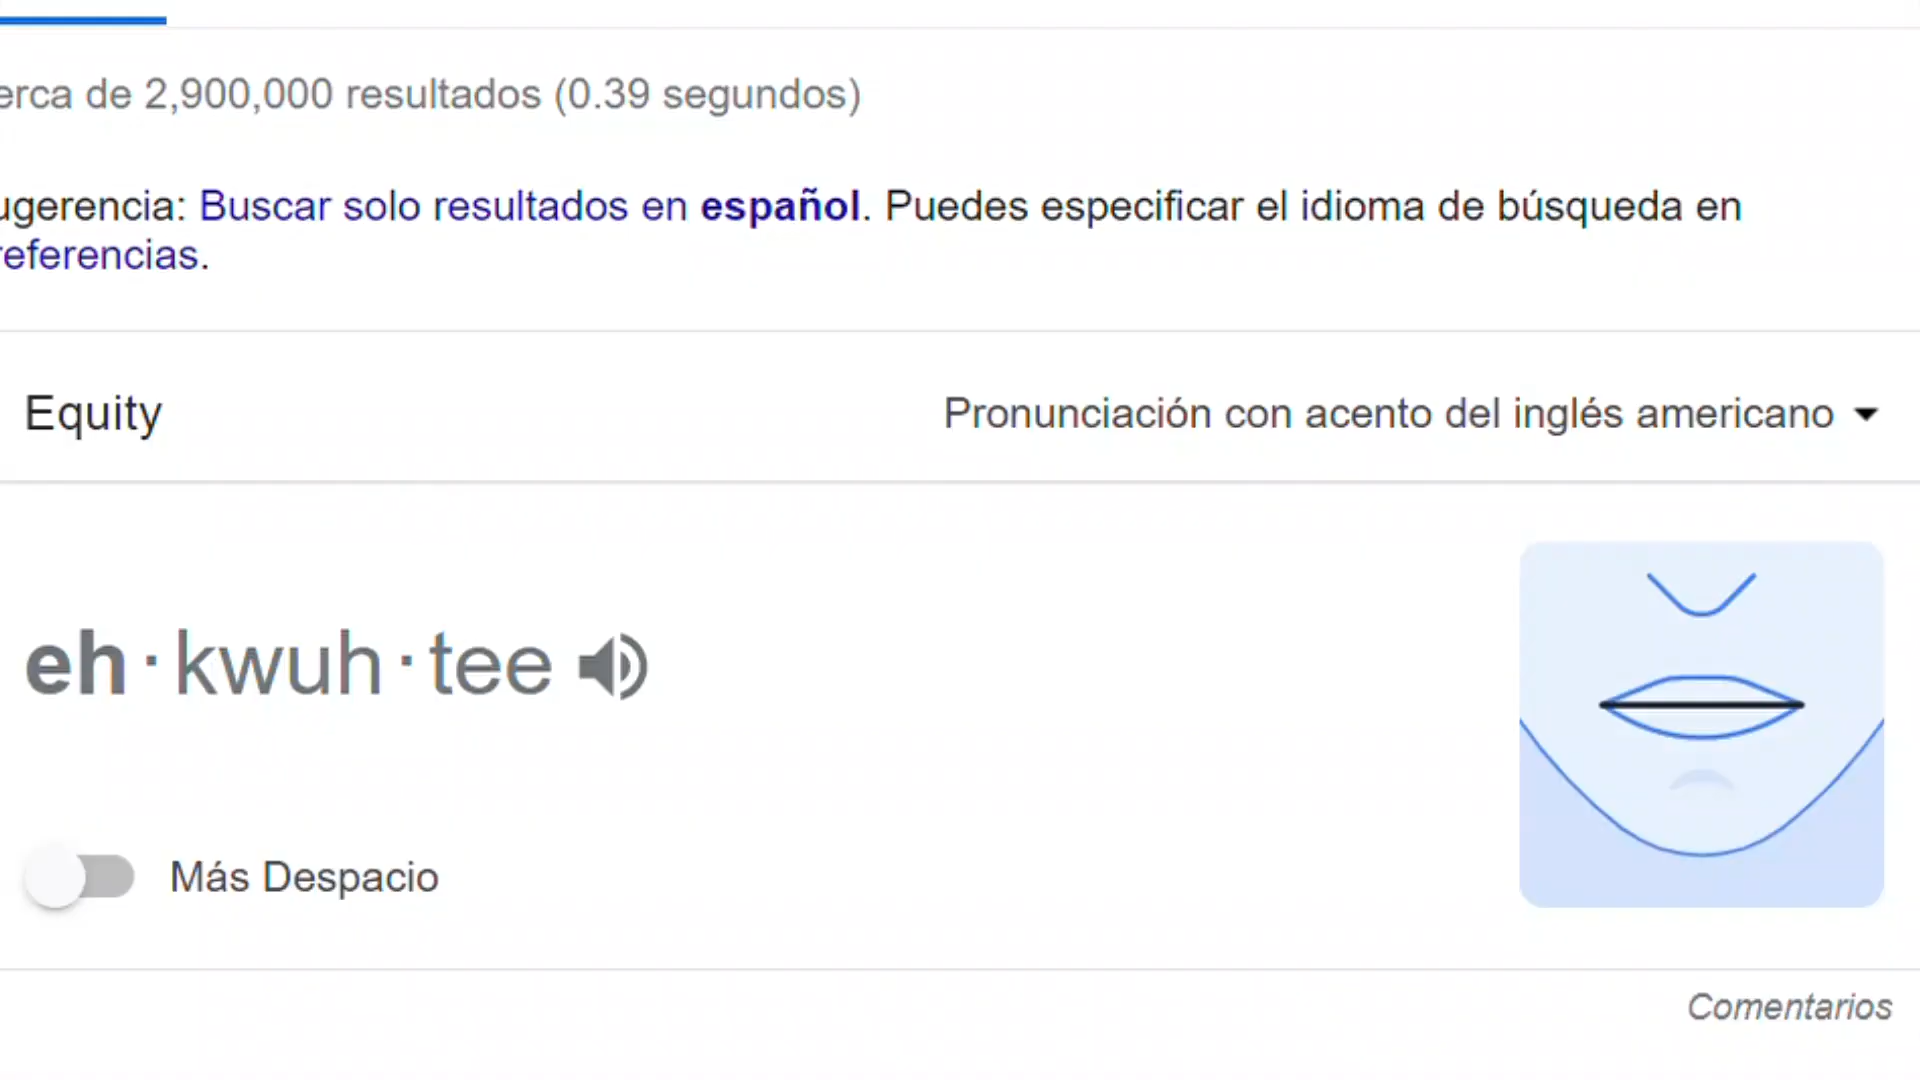 erca de 2,900,000 resultados (0.39 segundos)
ugerencia: Buscar solo resultados en español. Puedes especificar el idioma de búsqueda en
referencias.
Equity
Pronunciación con acento del inglés americano
eh · kwuh · tee
Más Despacio
Comentarios